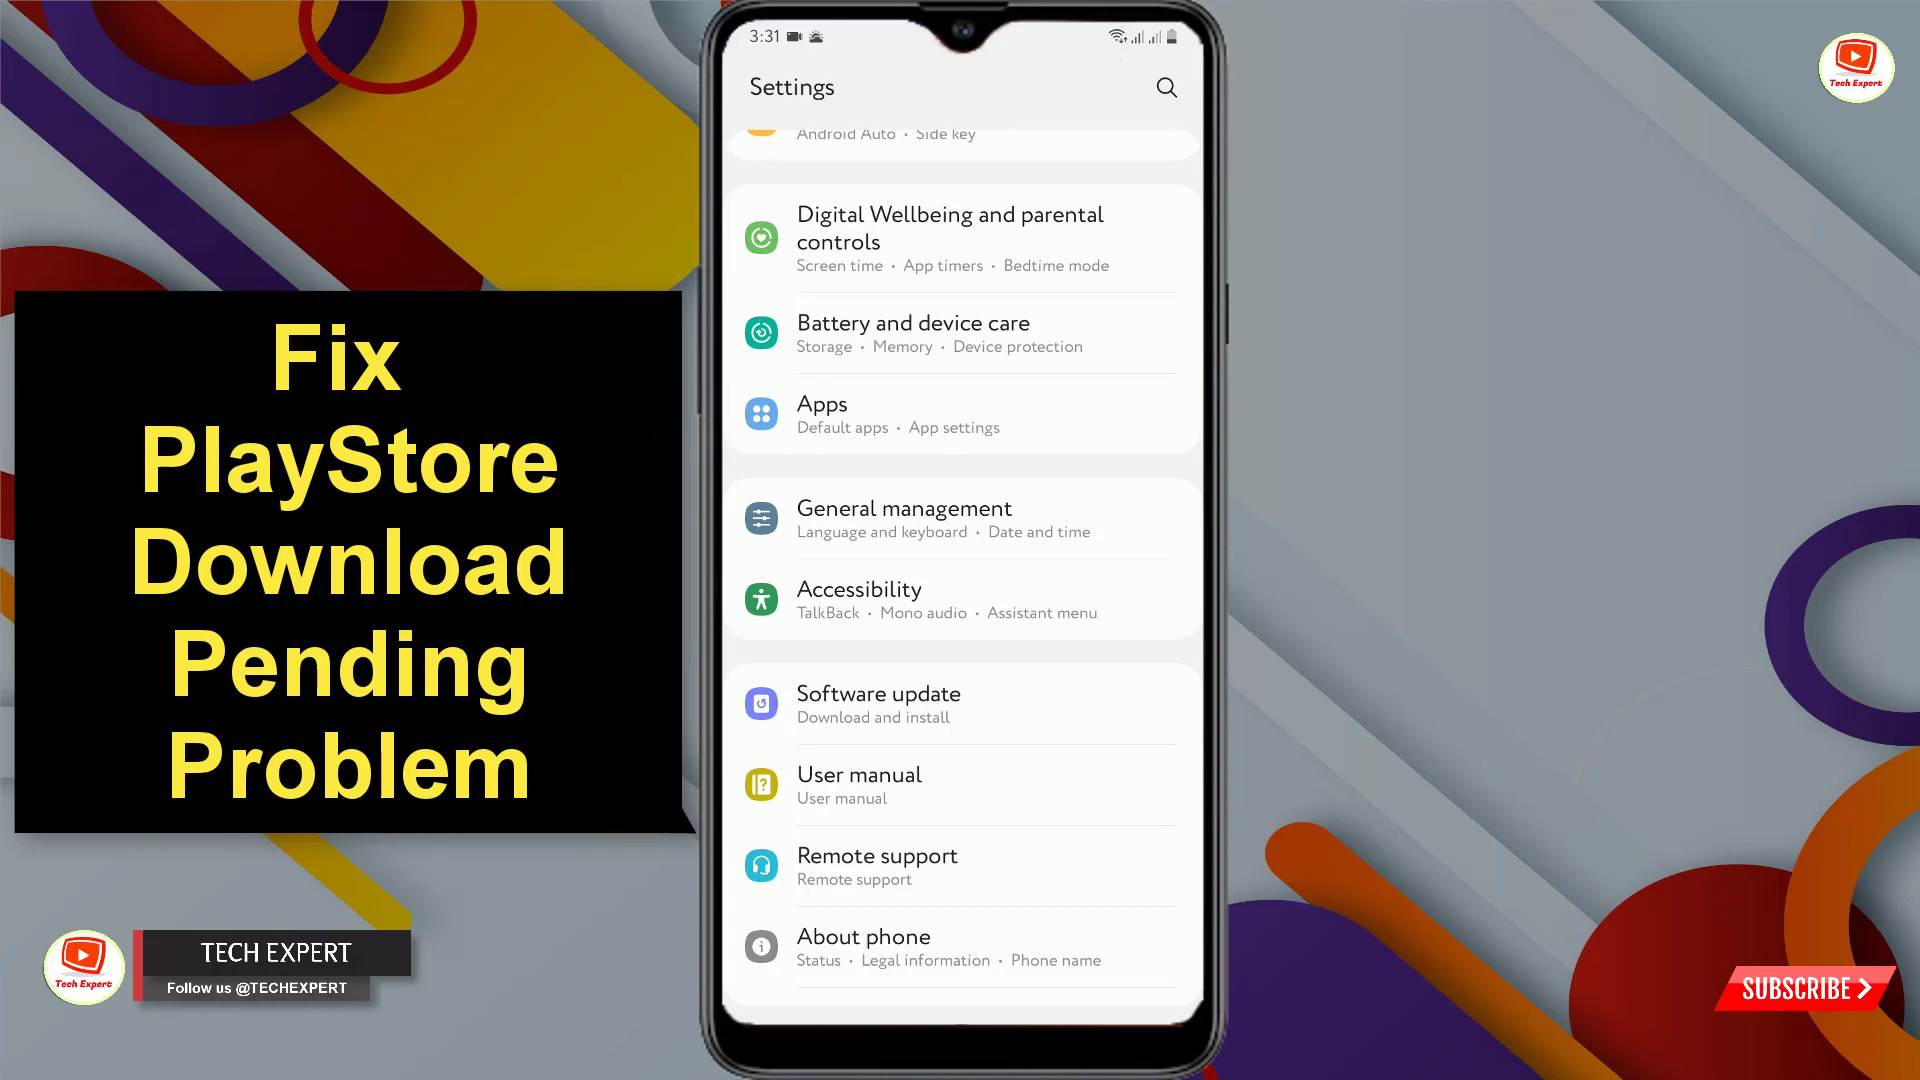 3:31
Settings
Android Auto • Side key
Digital Wellbeing and parental
controls
Screen time • App timers • Bedtime mode
Battery and device care
Storage • Memory • Device protection
Apps
Default apps • App settings
General management
Language and keyboard • Date and time
Accessibility
TalkBack • Mono audio • Assistant menu
Software update
Download and install
User manual
User manual
Remote support
Remote support
About phone
Status • Legal information • Phone name
Fix
PlayStore
Download
Pending
Problem
Tech Expert
TECH EXPERT
Follow us @TECHEXPERT
Tech Expert
SUBSCRIBE